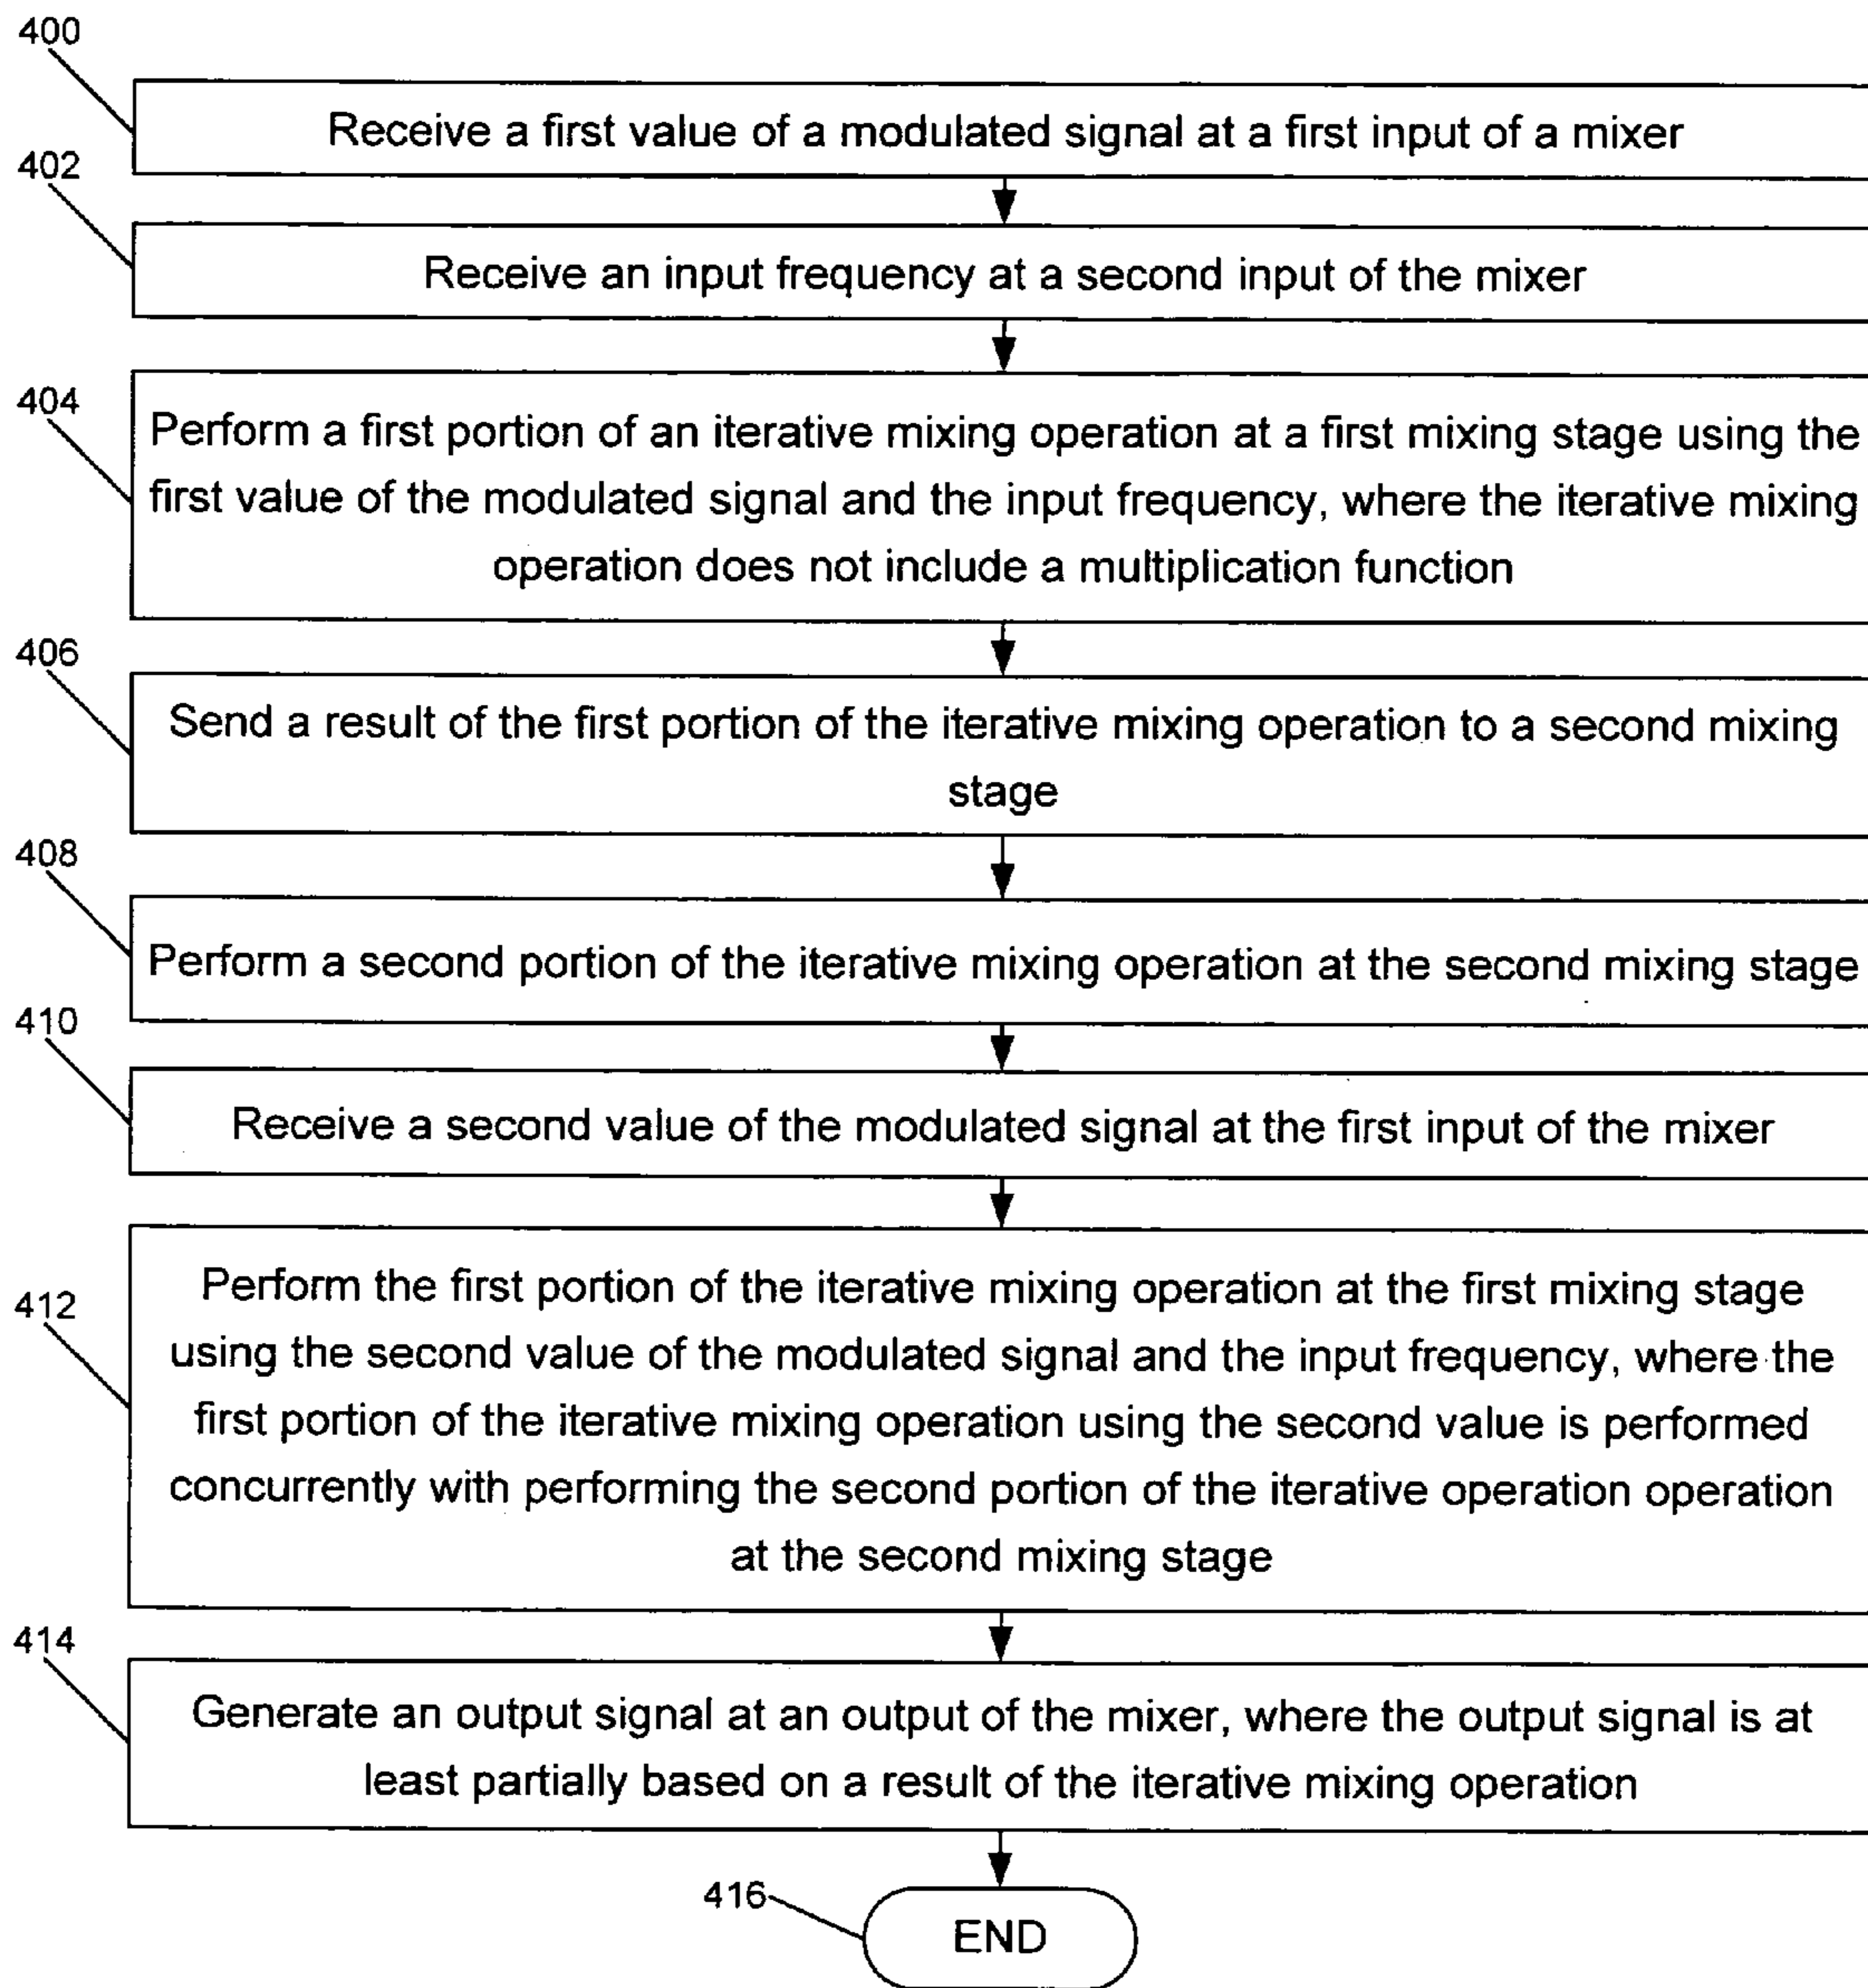 400
Receive a first value of a modulated signal at a first input of a mixer
402
Receive an input frequency at a second input of the mixer
404
Perform a first portion of an iterative mixing operation at a first mixing stage using the
first value of the modulated signal and the input frequency, where the iterative mixing
operation does not include a multiplication function
406
Send a result of the first portion of the iterative mixing operation to a second mixing
stage
408
Perform a second portion of the iterative mixing operation at the second mixing stage
410
Receive a second value of the modulated signal at the first input of the mixer
412
Perform the first portion of the iterative mixing operation at the first mixing stage
using the second value of the modulated signal and the input frequency, where the
first portion of the iterative mixing operation using the second value is performed
concurrently with performing the second portion of the iterative operation operation
at the second mixing stage
414
Generate an output signal at an output of the mixer, where the output signal is at
least partially based on a result of the iterative mixing operation
416
END